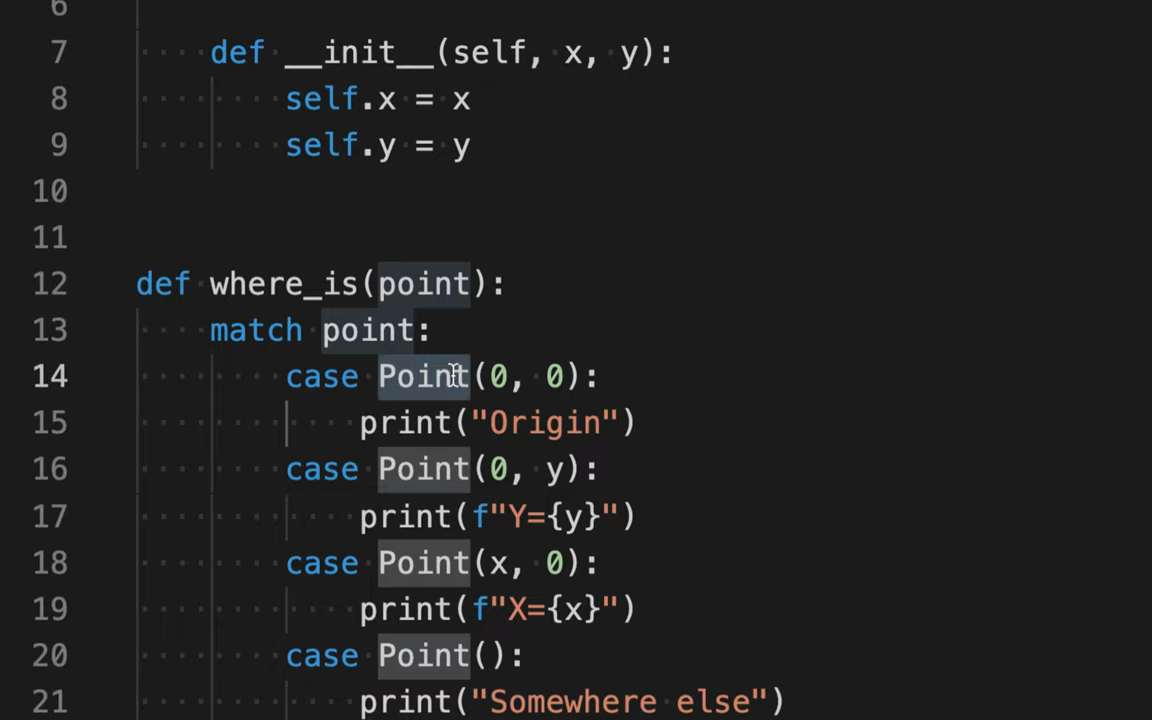 6
7 def __init__(self, x, y):
8 self.x = x
9 self.y = y
10
11
12 def where_is(point):
13 match point:
14 case Point(0, 0):
15 print("Origin")
16 case Point(0, y):
17 print(f"Y={y}")
18 case Point(x, 0):
19 print(f"X={x}")
20 case Point():
21 print("Somewhere else")